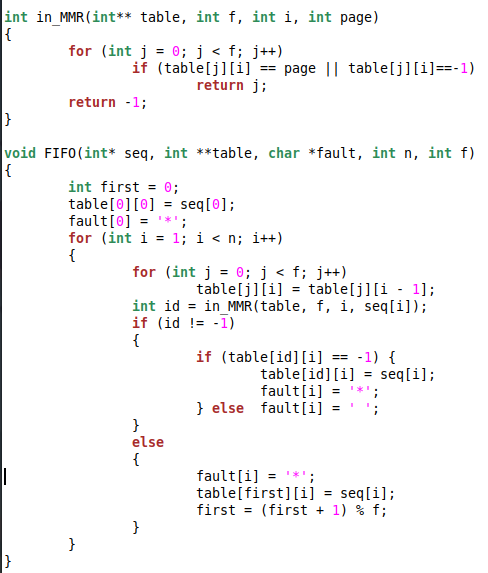 int in_MMR(int** table, int f, int i, int page)
{
        for (int j = 0; j < f; j++)
                if (table[j][i] == page || table[j][i]==-1)
                        return j;
        return -1;
}

void FIFO(int* seq, int **table, char *fault, int n, int f)
{
        int first = 0;
        table[0][0] = seq[0];
        fault[0] = '*';
        for (int i = 1; i < n; i++)
        {
                for (int j = 0; j < f; j++)
                        table[j][i] = table[j][i - 1];
                int id = in_MMR(table, f, i, seq[i]);
                if (id != -1)
                {
                        if (table[id][i] == -1) {
                                table[id][i] = seq[i];
                                fault[i] = '*';
                        } else  fault[i] = ' ';
                }
                else
                {
                        fault[i] = '*';
                        table[first][i] = seq[i];
                        first = (first + 1) % f;
                }
        }
}